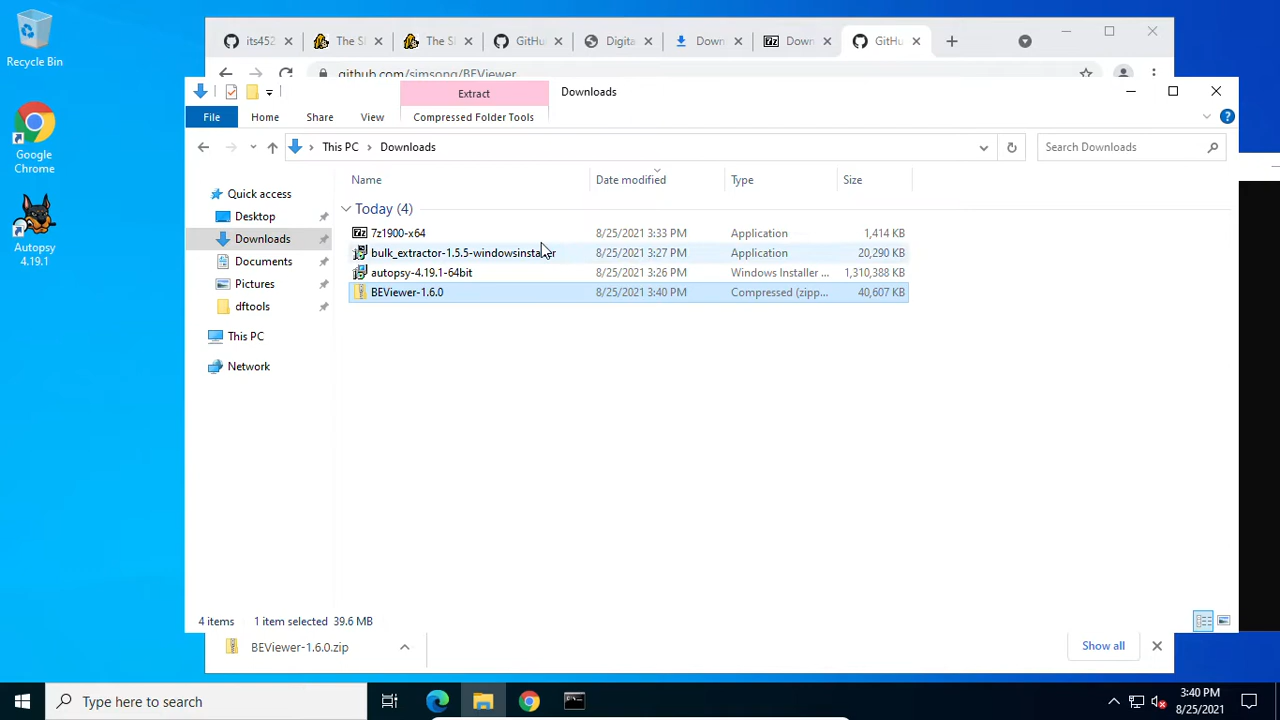 Recycle Bin
Google
Chrome
Autopsy
4.19.1
its452
The Sl
The Sl
GitHu
Digita
Down
Down
GitHu
github.com/simsong/BEViewer
Extract
Downloads
File
Home
Share
View
Compressed Folder Tools
This PC
Downloads
Search Downloads
Quick access
Desktop
Downloads
Documents
Pictures
dftools
This PC
Network
Name
Date modified
Type
Size
Today (4)
7z1900-x64 8/25/2021 3:33 PM Application 1,414 KB
bulk_extractor-1.5.5-windowsinstaller 8/25/2021 3:27 PM Application 20,290 KB
autopsy-4.19.1-64bit 8/25/2021 3:26 PM Windows Installer ... 1,310,388 KB
BEViewer-1.6.0 8/25/2021 3:40 PM Compressed (zipp... 40,607 KB
4 items 1 item selected 39.6 MB
BEViewer-1.6.0.zip
Show all
Type here to search
3:40 PM
8/25/2021